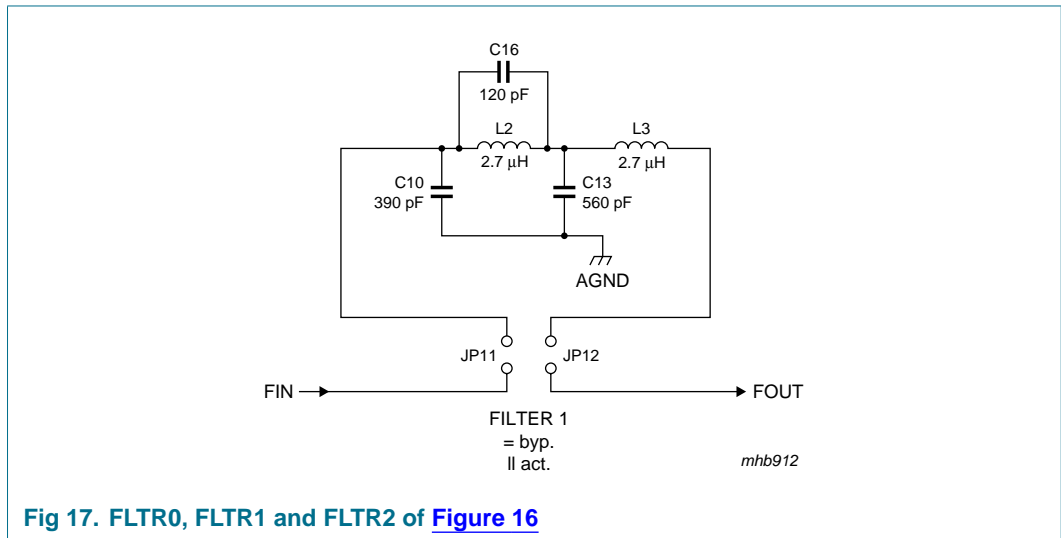 C16
120 pF
L2
2.7 μH
L3
2.7 μH
C10
390 pF
C13
560 pF
AGND
JP11
JP12
FIN
FOUT
FILTER 1
= byp.
II act.
mhb912
Fig 17. FLTR0, FLTR1 and FLTR2 of Figure 16